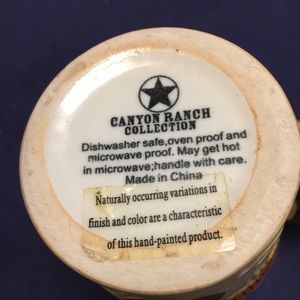 CANYON RANCH
COLLECTION
Dishwasher safe,oven proof and
microwave proof. May get hot
in microwave;handle with care.
Made in China
Naturally occurring variations in
finish and color are a characteristic
of this hand-painted product.